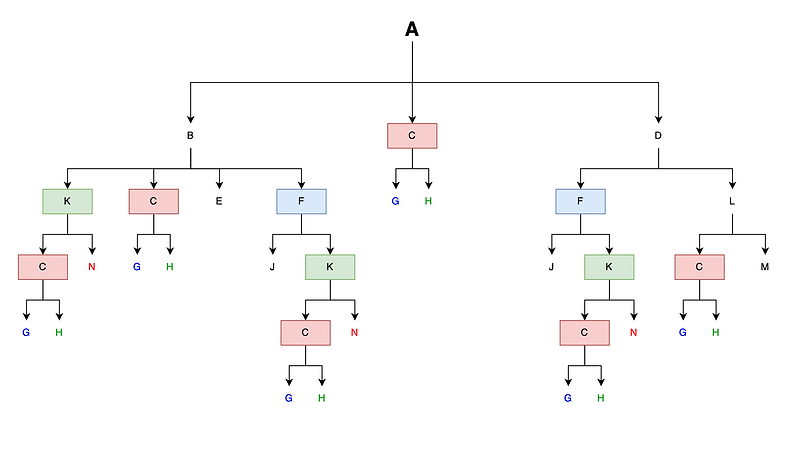 A
B C D
K C E F G H F L
C N G H J K J K C M
G H C N C N G H
G H G H